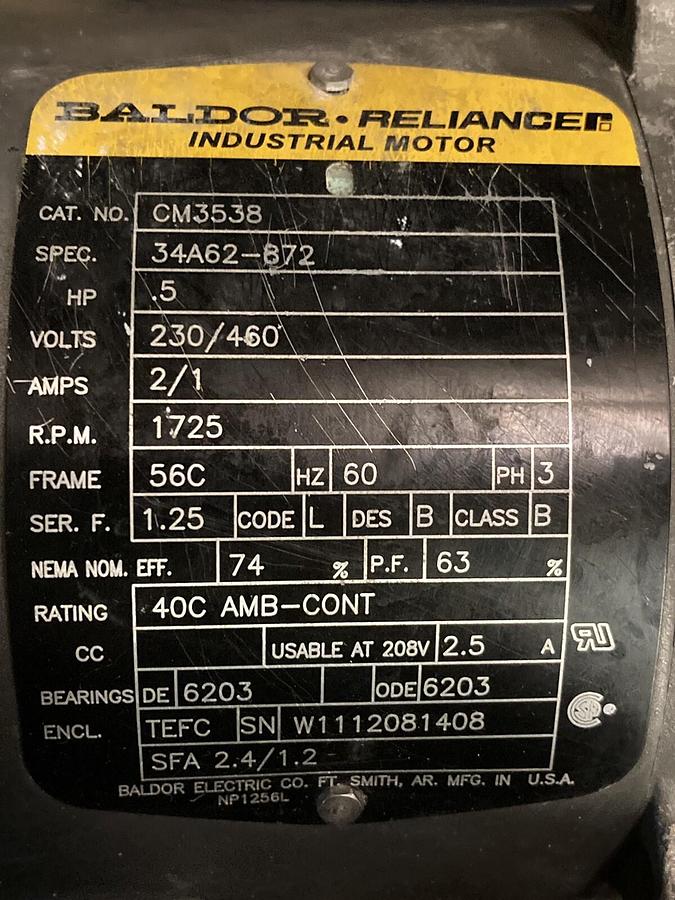 BALDOR • RELIANCER
INDUSTRIAL MOTOR
CAT. NO. CM3538
SPEC. 34A62-872
HP .5
VOLTS 230/460
AMPS 2/1
R.P.M. 1725
FRAME 56C HZ 60 PH 3
SER. F. 1.25 CODE L DES B CLASS B
NEMA NOM. EFF. 74 % P.F. 63 %
RATING 40C AMB-CONT
CC USABLE AT 208V 2.5 A
BEARINGS DE 6203 ODE 6203
ENCL. TEFC SN W1112081408
SFA 2.4/1.2
BALDOR ELECTRIC CO. FT. SMITH, AR. MFG. IN U.S.A.
NP1256L